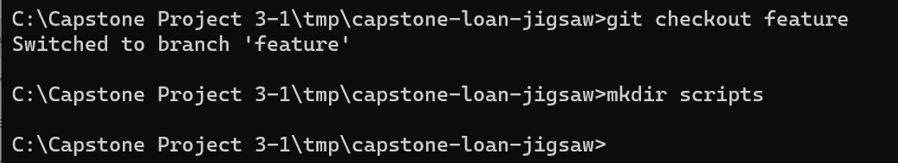 C:\Capstone Project 3-1\tmp\capstone-loan-jigsaw>git checkout feature
Switched to branch 'feature'
C:\Capstone Project 3-1\tmp\capstone-loan-jigsaw>mkdir scripts
C:\Capstone Project 3-1\tmp\capstone-loan-jigsaw>